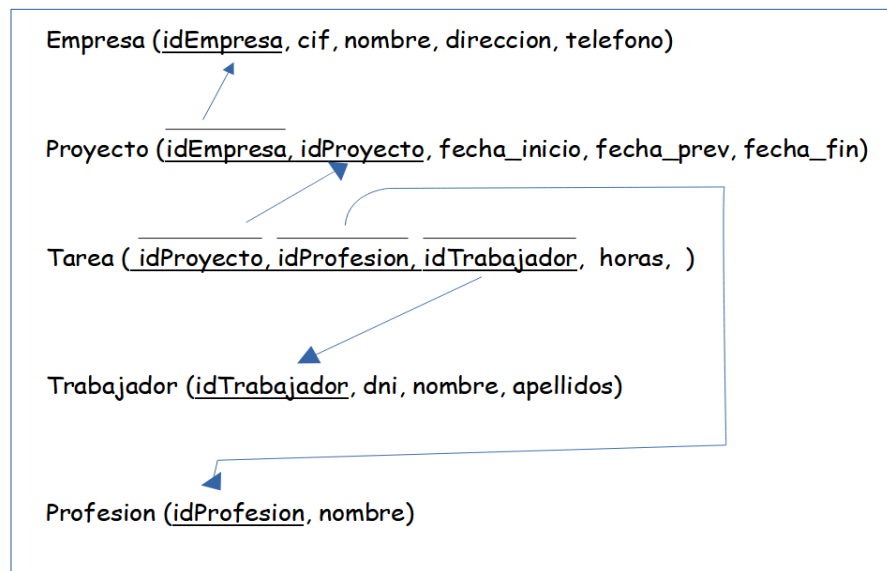 Empresa (idEmpresa, cif, nombre, direccion, telefono)
Proyecto (idEmpresa, idProyecto, fecha_inicio, fecha_prev, fecha_fin)
Tarea ( idProyecto, idProfesion, idTrabajador, horas, )
Trabajador (idTrabajador, dni, nombre, apellidos)
Profesion (idProfesion, nombre)